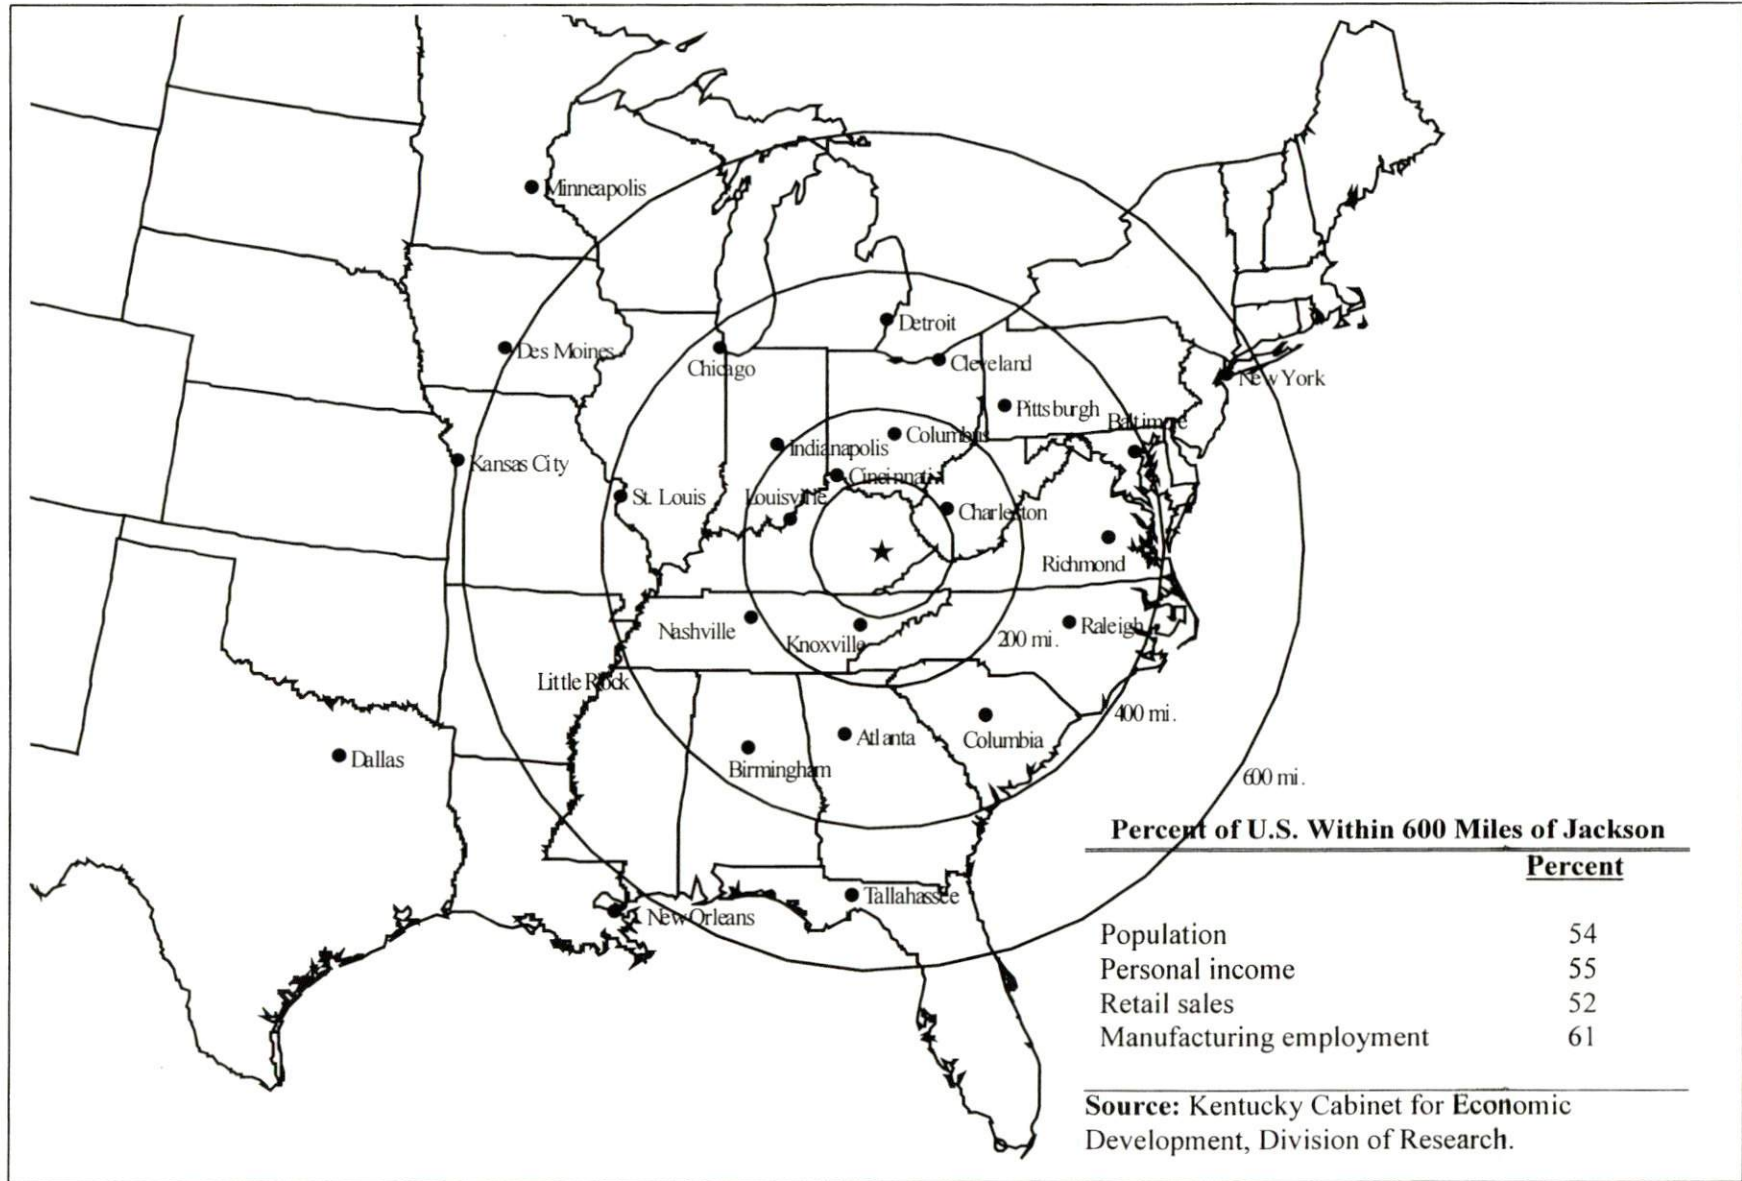 Minneapolis
Detroit
Des Moines
Chicago
Cleveland
New York
Pittsburgh
Baltimore
Columbus
Indianapolis
Kansas City
Cincinnati
St. Louis
Louisville
Charleston
Richmond
Nashville
Knoxville
200 mi.
Raleigh
Little Rock
400 mi.
Dallas
Birmingham
Atlanta
Columbia
600 mi.
Percent of U.S. Within 600 Miles of Jackson
Percent
Tallahassee
New Orleans
Population 54
Personal income 55
Retail sales 52
Manufacturing employment 61
Source: Kentucky Cabinet for Economic
Development, Division of Research.